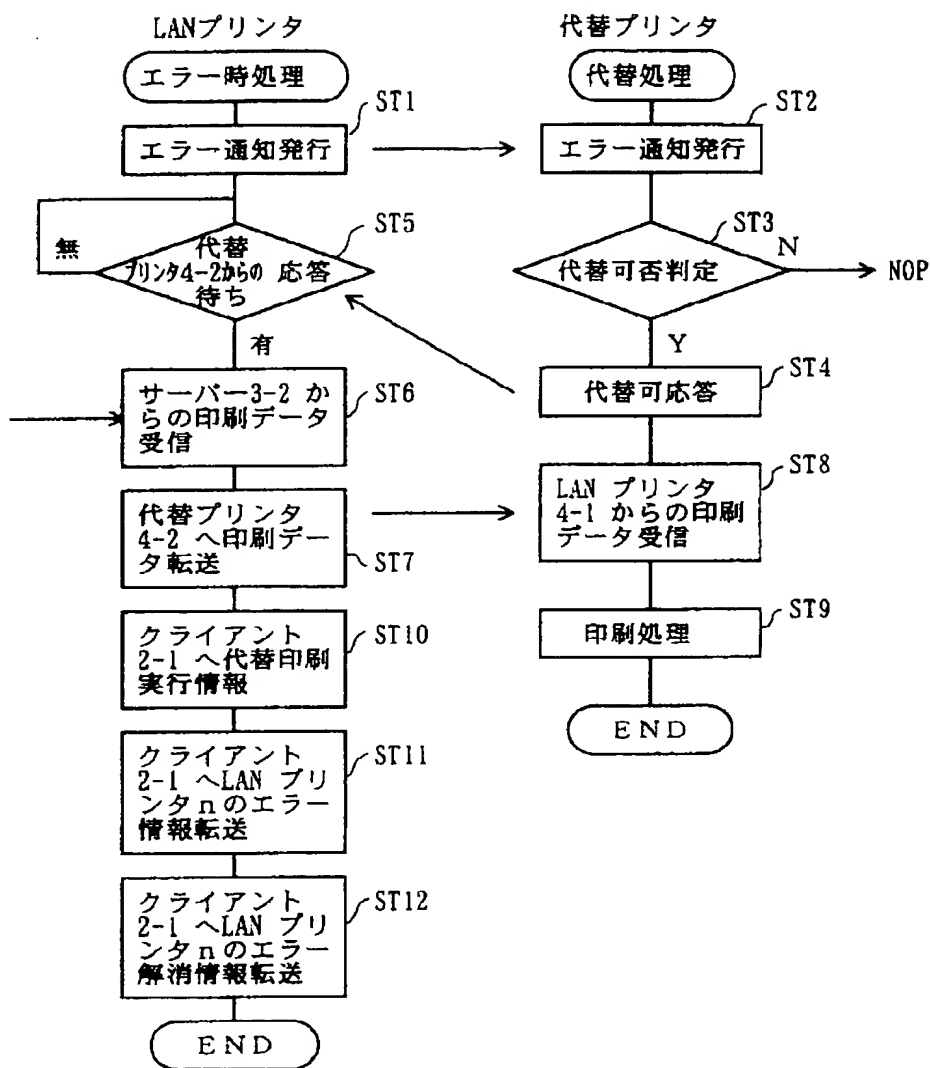 LANプリンタ
エラー時処理
ST1
エラー通知発行
ST5
代替
プリンタ4-2からの 応答
待ち
無
有
サーバー3-2 か
らの印刷データ
受信
ST6
代替プリンタ
4-2 へ印刷デー
タ転送
ST7
クライアント
2-1 へ代替印刷
実行情報
ST10
クライアント
2-1 へLAN プリ
ンタnのエラー
情報転送
ST11
クライアント
2-1 へLAN プリ
ンタnのエラー
解消情報転送
ST12
END
代替プリンタ
代替処理
ST2
エラー通知発行
ST3
代替可否判定
N
NOP
Y
代替可応答
ST4
LAN プリンタ
4-1 からの印刷
データ受信
ST8
印刷処理
ST9
END